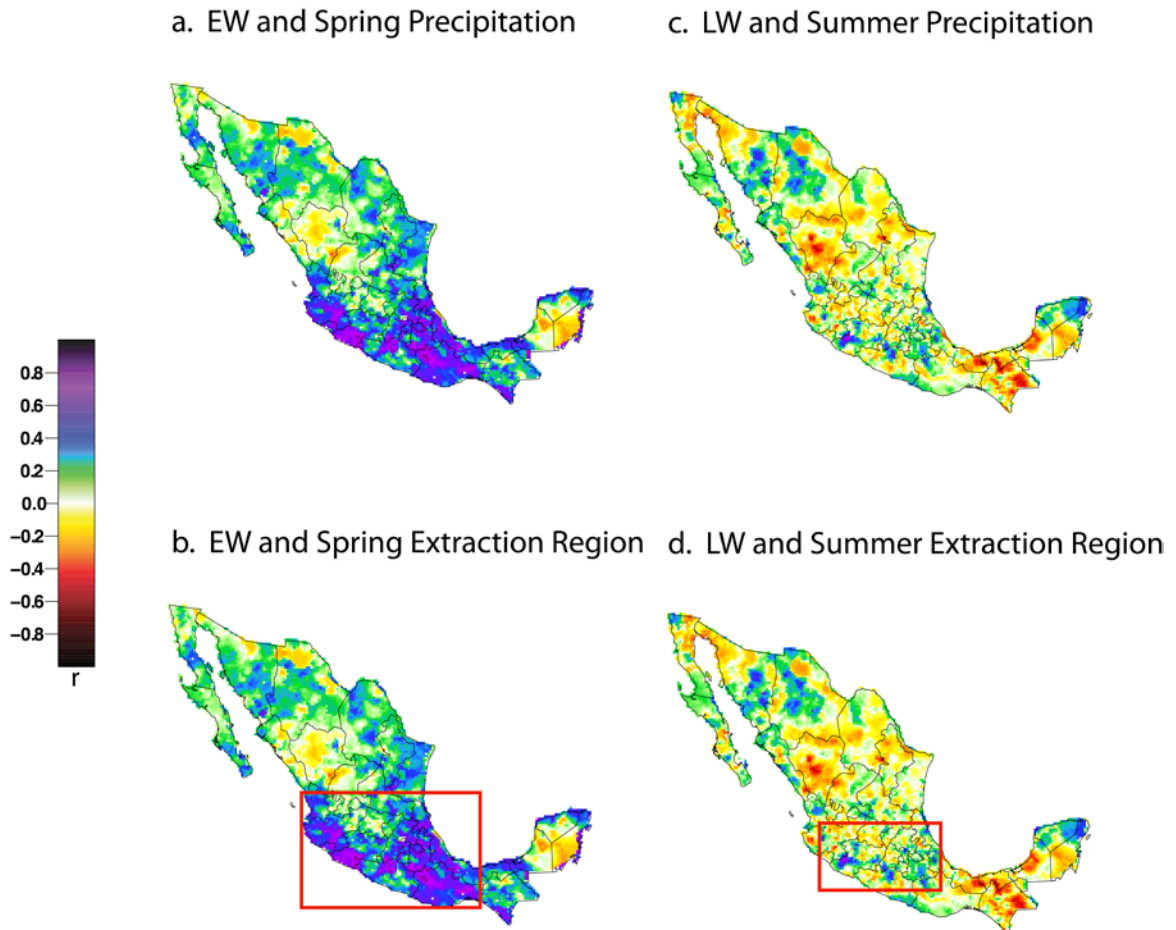 a. EW and Spring Precipitation
c. LW and Summer Precipitation
0.8
0.6
0.4
0.2
0.0
−0.2
−0.4
−0.6
−0.8
r
b. EW and Spring Extraction Region
d. LW and Summer Extraction Region